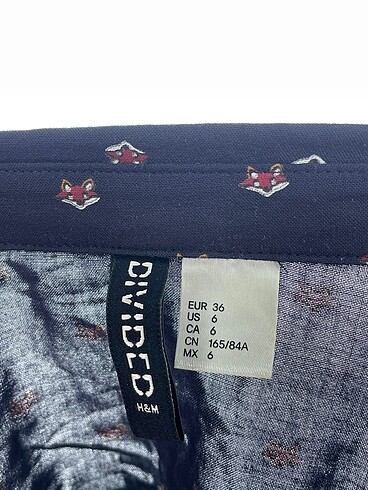 DIVIDED
H&M
EUR 36
US 6
CA 6
CN 165/84A
MX 6